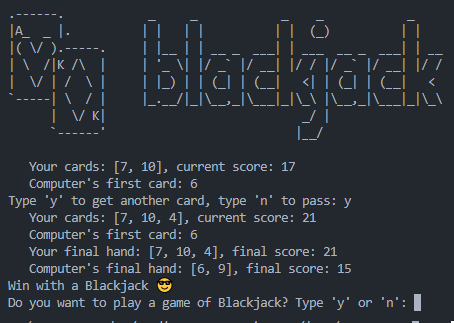 A
K
K
blackjack
Your cards: [7, 10], current score: 17
Computer's first card: 6
Type 'y' to get another card, type 'n' to pass: y
Your cards: [7, 10, 4], current score: 21
Computer's first card: 6
Your final hand: [7, 10, 4], final score: 21
Computer's final hand: [6, 9], final score: 15
Win with a Blackjack 😎
Do you want to play a game of Blackjack? Type 'y' or 'n':